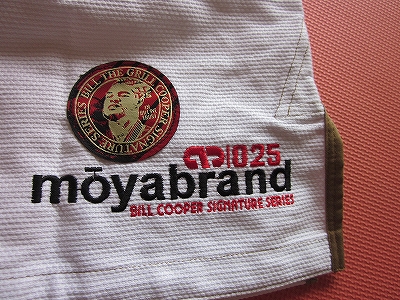 BILL THE GRILL COOPER
SIGNATURE SERIES
025
mōyabrand
BILL COOPER SIGNATURE SERIES